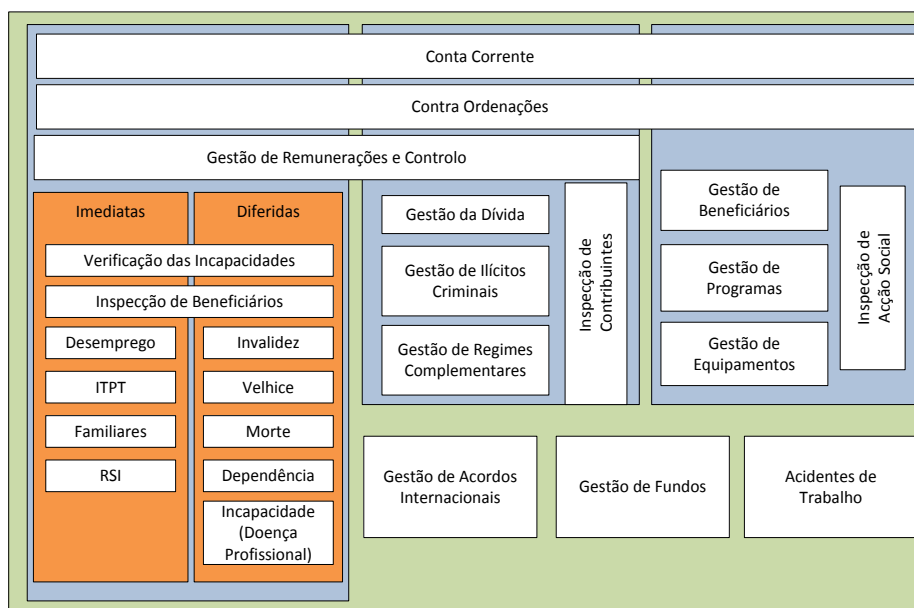 Conta Corrente
Contra Ordenações
Gestão de Remunerações e Controlo
Imediatas
Diferidas
Verificação das Incapacidades
Inspecção de Beneficiários
Desemprego
Invalidez
ITPT
Velhice
Familiares
Morte
RSI
Dependência
Incapacidade
(Doença
Profissional)
Gestão da Dívida
Gestão de Ilícitos
Criminais
Gestão de Regimes
Complementares
Inspecção de
Contribuintes
Gestão de
Beneficiários
Gestão de
Programas
Gestão de
Equipamentos
Inspecção de
Acção Social
Gestão de Acordos
Internacionais
Gestão de Fundos
Acidentes de
Trabalho